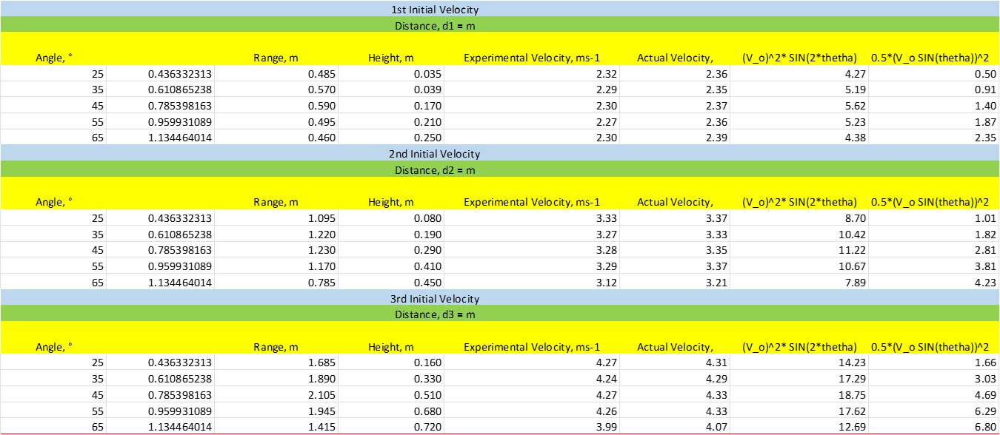 1st Initial Velocity
Distance, d1 = m
Angle, ° Range, m Height, m Experimental Velocity, ms-1 Actual Velocity, (V_o)^2* SIN(2*thetha) 0.5*(V_o SIN(thetha))^2
25 0.436332313 0.485 0.035 2.32 2.36 4.27 0.50
35 0.610865238 0.570 0.039 2.29 2.35 5.19 0.91
45 0.785398163 0.590 0.170 2.30 2.37 5.62 1.40
55 0.959931089 0.495 0.210 2.27 2.36 5.23 1.87
65 1.134464014 0.460 0.250 2.30 2.39 4.38 2.35
2nd Initial Velocity
Distance, d2 = m
Angle, ° Range, m Height, m Experimental Velocity, ms-1 Actual Velocity, (V_o)^2* SIN(2*thetha) 0.5*(V_o SIN(thetha))^2
25 0.436332313 1.095 0.080 3.33 3.37 8.70 1.01
35 0.610865238 1.220 0.190 3.27 3.33 10.42 1.82
45 0.785398163 1.230 0.290 3.28 3.35 11.22 2.81
55 0.959931089 1.170 0.410 3.29 3.37 10.67 3.81
65 1.134464014 0.785 0.450 3.12 3.21 7.89 4.23
3rd Initial Velocity
Distance, d3 = m
Angle, ° Range, m Height, m Experimental Velocity, ms-1 Actual Velocity, (V_o)^2* SIN(2*thetha) 0.5*(V_o SIN(thetha))^2
25 0.436332313 1.685 0.160 4.27 4.31 14.23 1.66
35 0.610865238 1.890 0.330 4.24 4.29 17.29 3.03
45 0.785398163 2.105 0.510 4.27 4.33 18.75 4.69
55 0.959931089 1.945 0.680 4.26 4.33 17.62 6.29
65 1.134464014 1.415 0.720 3.99 4.07 12.69 6.80